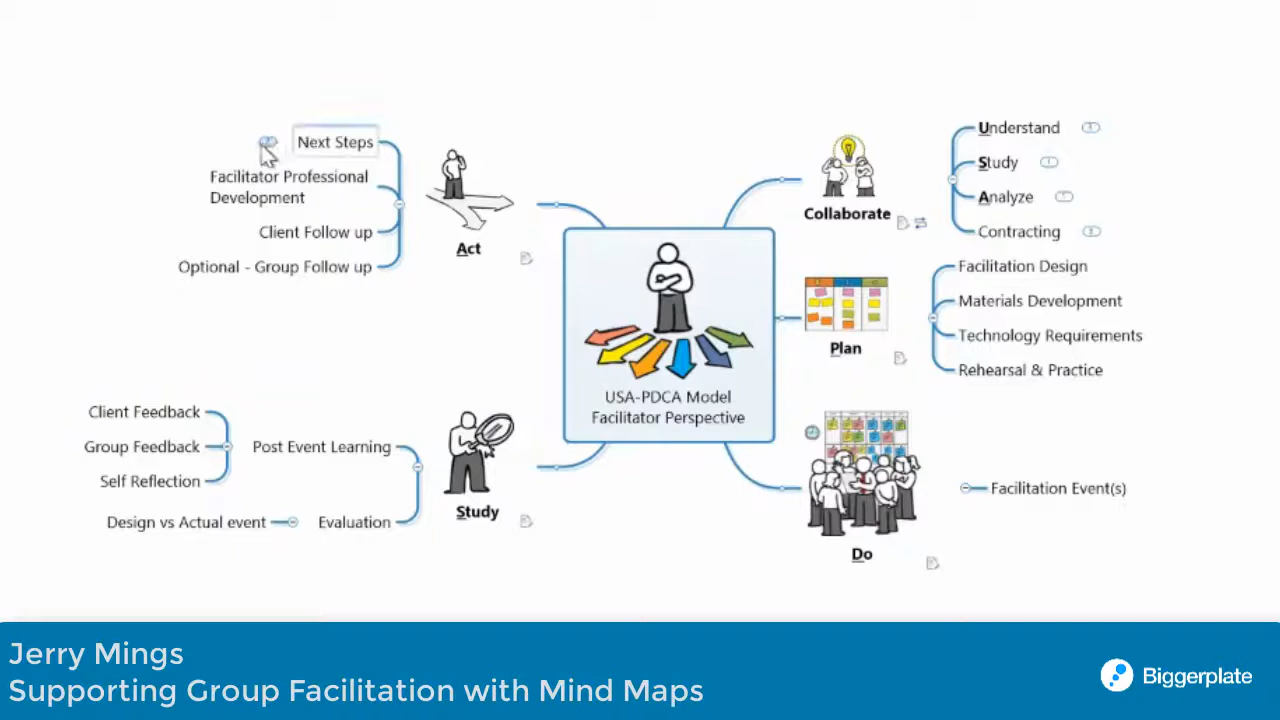 Next Steps
Facilitator Professional
Development
Client Follow up
Optional - Group Follow up
Act
Client Feedback
Group Feedback
Self Reflection
Post Event Learning
Design vs Actual event
Evaluation
Study
USA-PDCA Model
Facilitator Perspective
Collaborate
Understand
Study
Analyze
Contracting
Plan
Facilitation Design
Materials Development
Technology Requirements
Rehearsal & Practice
Do
Facilitation Event(s)
Jerry Mings
Supporting Group Facilitation with Mind Maps
Biggerplate